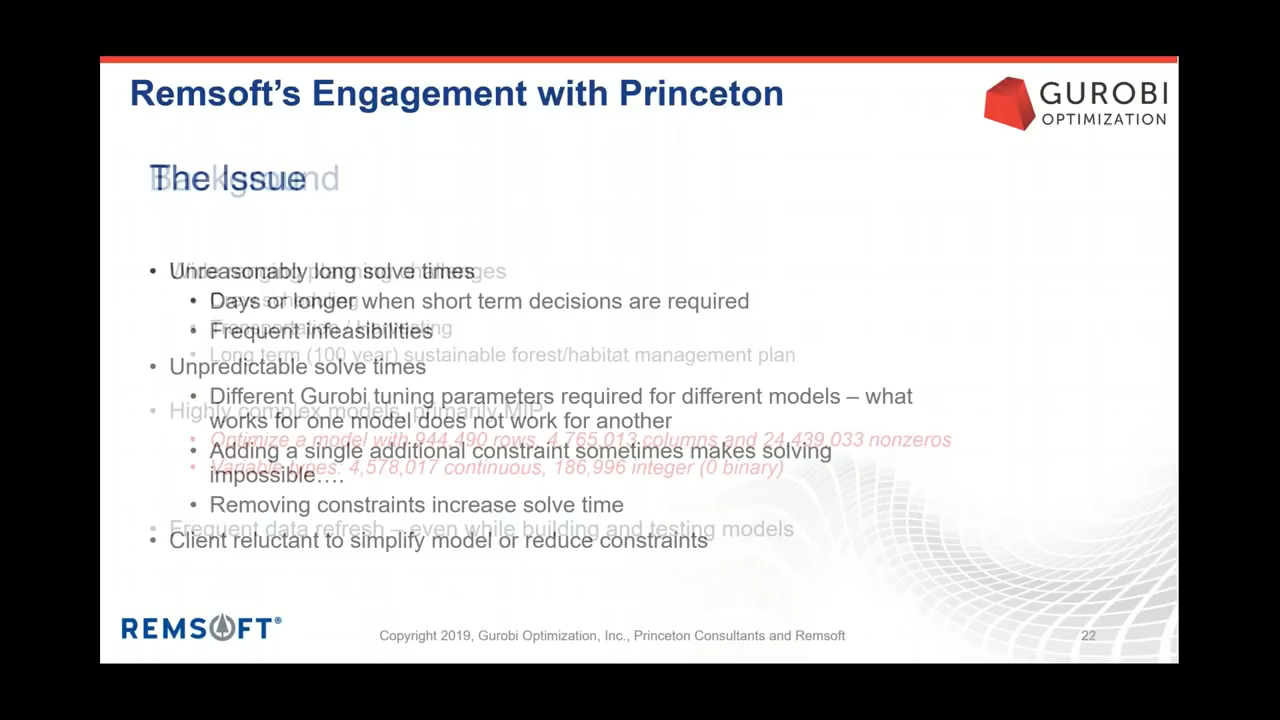 Remsoft's Engagement with Princeton
GUROBI
OPTIMIZATION
The Issue
Background
• Unreasonably long solve times
• Days or longer when short term decisions are required
• Frequent infeasibilities
• Long term (100 year) sustainable forest/habitat management plan
• Unpredictable solve times
• Different Gurobi tuning parameters required for different models – what
works for one model does not work for another
• Highly complex models, primarily MIP
• Optimize a model with 944,490 rows, 4,765,013 columns and 24,439,033 nonzeros
• Adding a single additional constraint sometimes makes solving
impossible….
• Variable types: 4,578,017 continuous, 186,996 integer (0 binary)
• Removing constraints increase solve time
• Frequent data refresh – even while building and testing models
• Client reluctant to simplify model or reduce constraints
REMSOFT®
Copyright 2019, Gurobi Optimization, Inc., Princeton Consultants and Remsoft
22